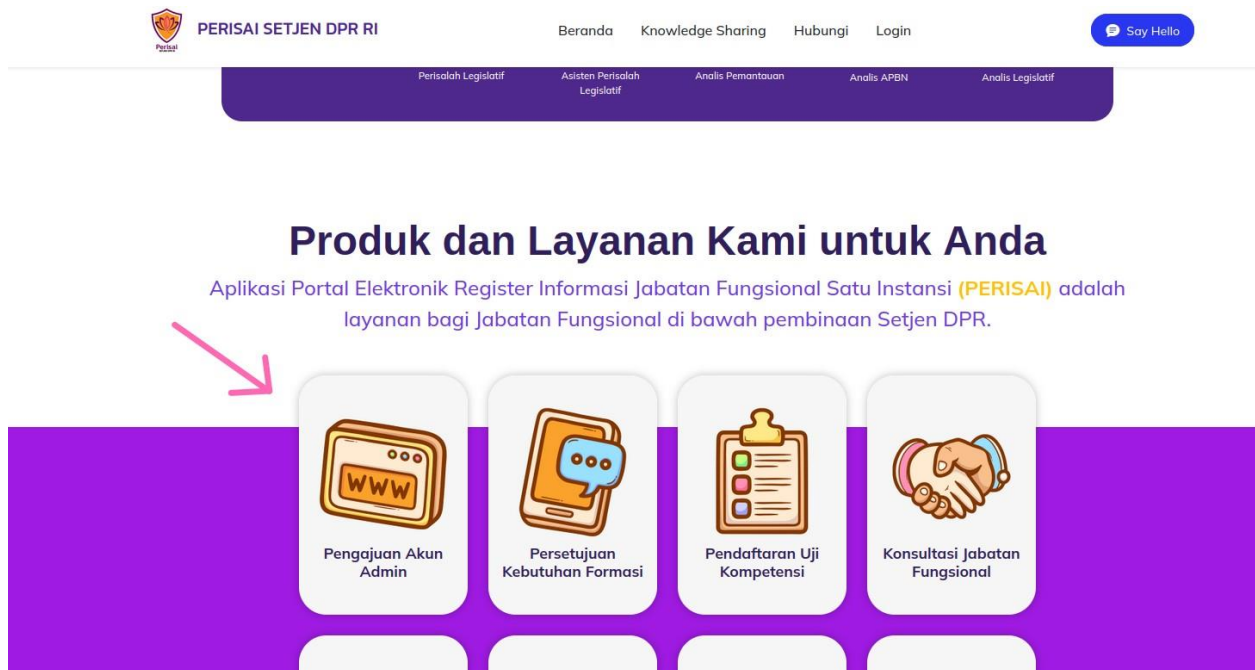 PERISAI SETJEN DPR RI
Beranda Knowledge Sharing Hubungi Login
Say Hello
Perisai
Perisalah Legislatif
Asisten Perisalah
Legislatif
Analis Pemantauan
Analis APBN
Analis Legislatif
Produk dan Layanan Kami untuk Anda
Aplikasi Portal Elektronik Register Informasi Jabatan Fungsional Satu Instansi (PERISAI) adalah
layanan bagi Jabatan Fungsional di bawah pembinaan Setjen DPR.
WWW
Pengajuan Akun
Admin
Persetujuan
Kebutuhan Formasi
Pendaftaran Uji
Kompetensi
Konsultasi Jabatan
Fungsional